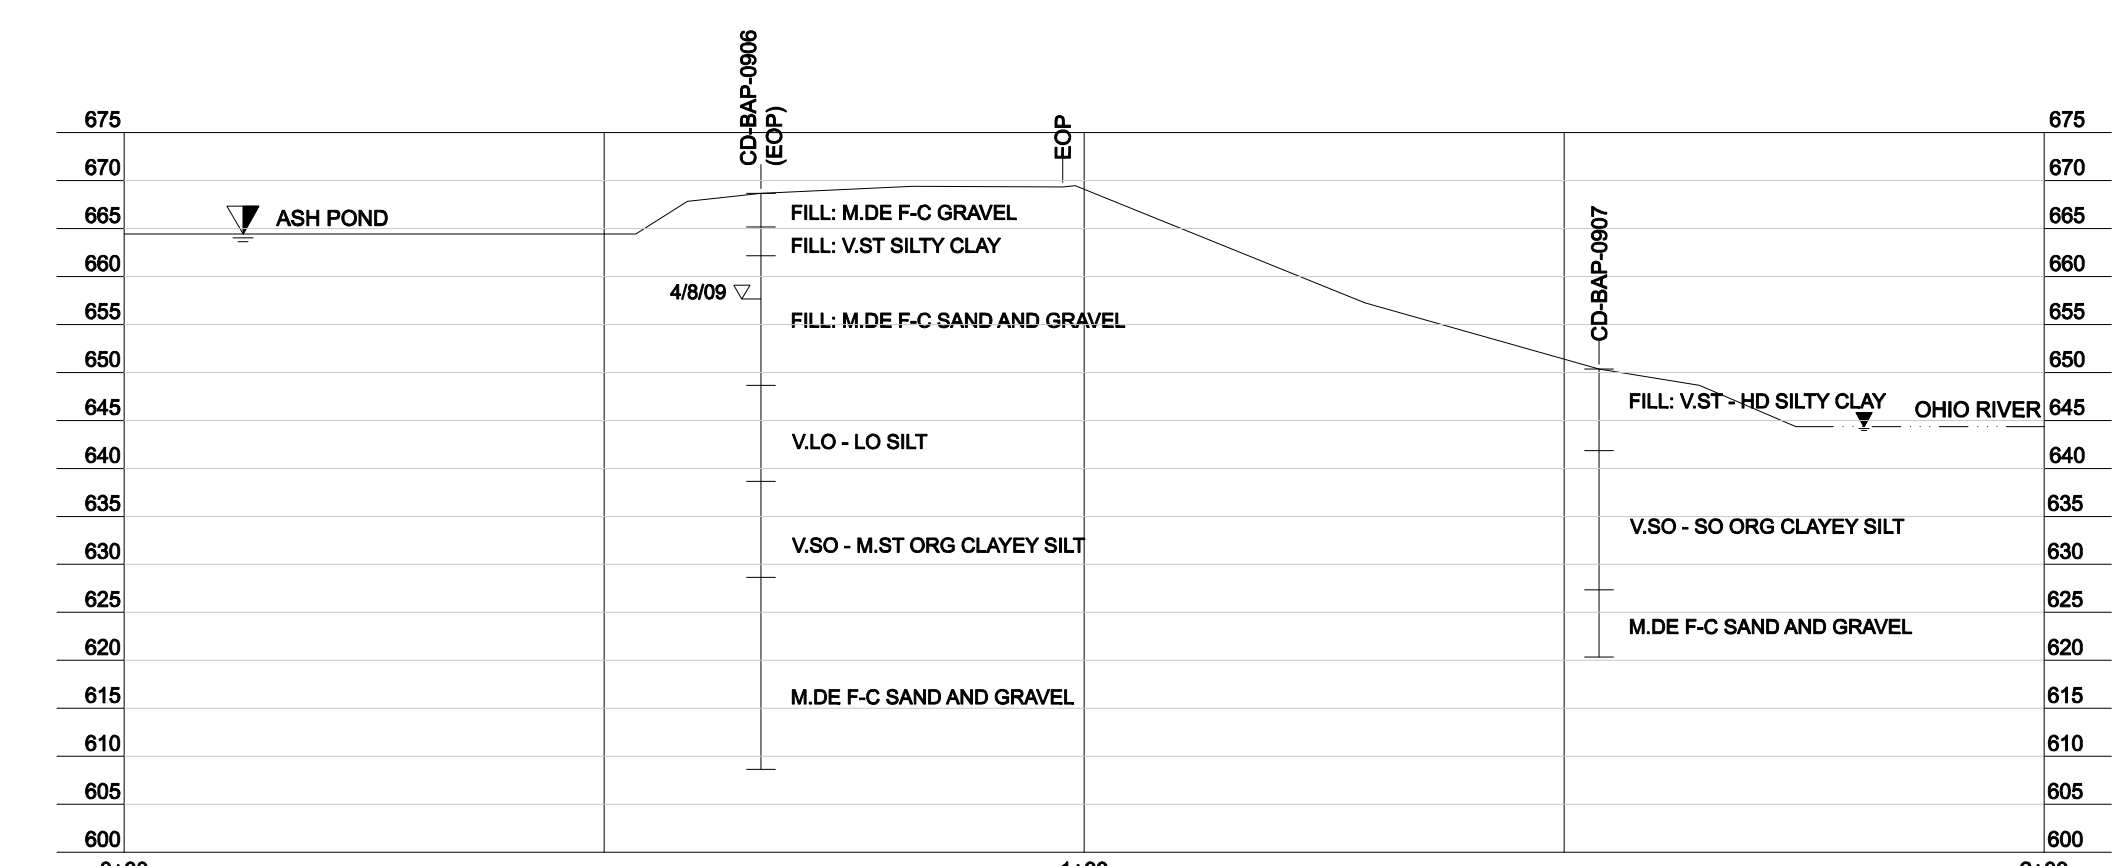 CD-BAP-0906
(EOP)
EOP
675 675
670 670
665 665
ASH POND
FILL: M.DE F-C GRAVEL
CD-BAP-0907
FILL: V.ST SILTY CLAY
660 660
4/8/09
655 655
FILL: M.DE F-C SAND AND GRAVEL
650 650
FILL: V.ST - HD SILTY CLAY
OHIO RIVER
645 645
V.LO - LO SILT
640 640
635 635
V.SO - SO ORG CLAYEY SILT
V.SO - M.ST ORG CLAYEY SILT
630 630
625 625
M.DE F-C SAND AND GRAVEL
620 620
615 615
M.DE F-C SAND AND GRAVEL
610 610
605 605
600 600